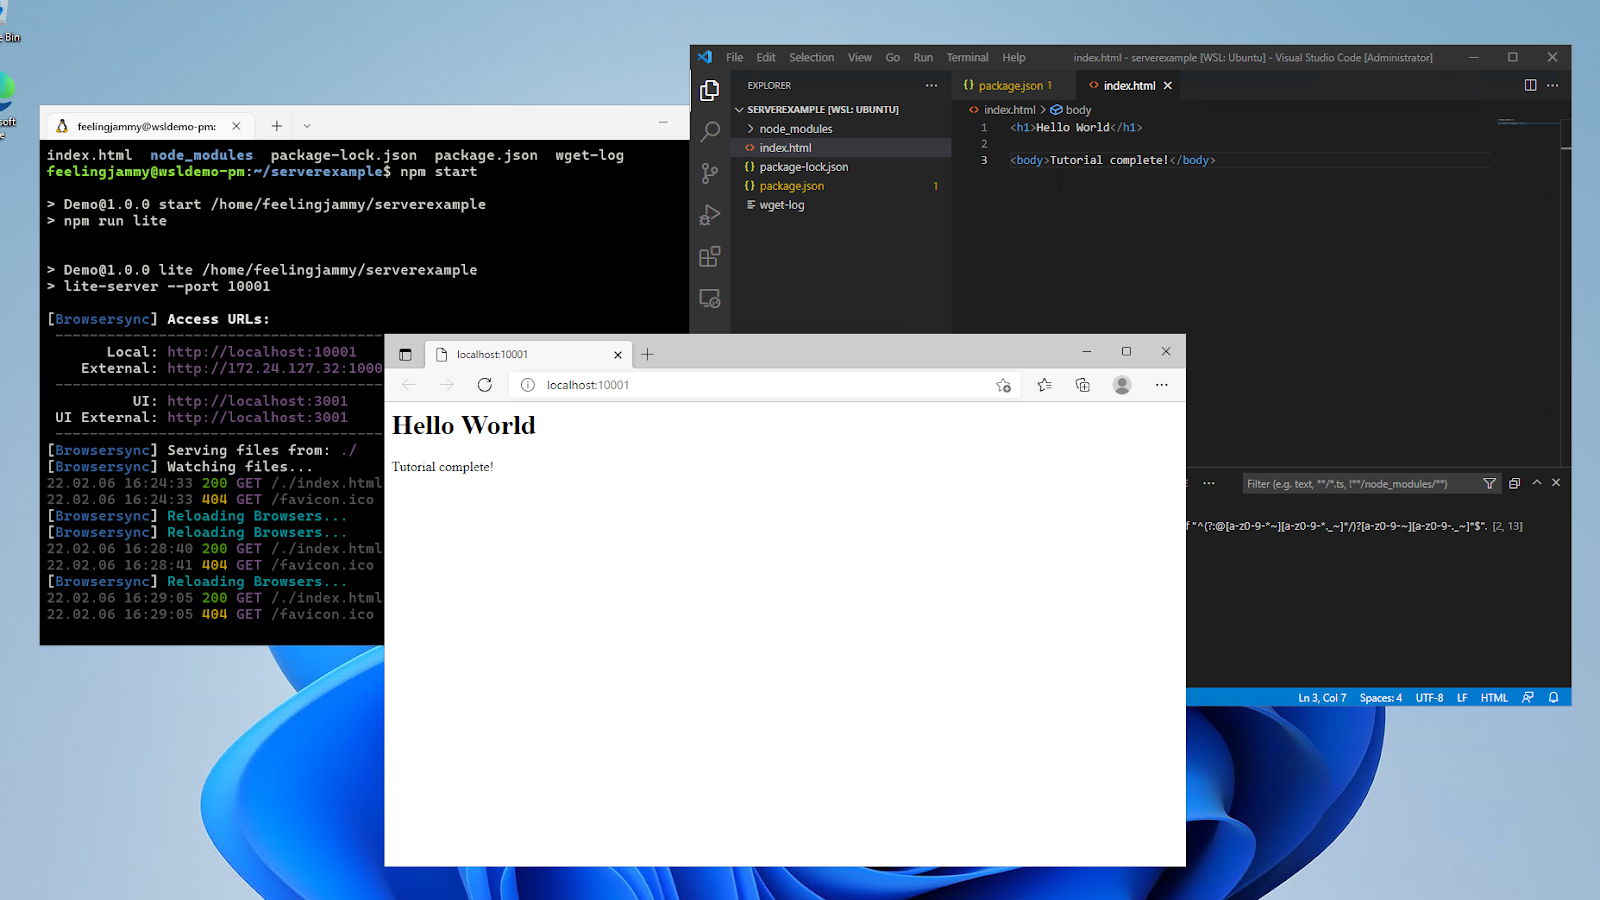 Bin
soft
feelingjammy@wsldemo-pm:
index.html node_modules package-lock.json package.json wget-log
feelingjammy@wsldemo-pm:~/serverexample$ npm start
> Demo@1.0.0 start /home/feelingjammy/serverexample
> npm run lite
> Demo@1.0.0 lite /home/feelingjammy/serverexample
> lite-server --port 10001
[Browsersync] Access URLs:
Local: http://localhost:10001
External: http://172.24.127.32:1000
UI: http://localhost:3001
UI External: http://localhost:3001
[Browsersync] Serving files from: ./
[Browsersync] Watching files...
22.02.06 16:24:33 200 GET /./index.html
22.02.06 16:24:33 404 GET /favicon.ico
[Browsersync] Reloading Browsers...
[Browsersync] Reloading Browsers...
22.02.06 16:28:40 200 GET /./index.html
22.02.06 16:28:41 404 GET /favicon.ico
[Browsersync] Reloading Browsers...
22.02.06 16:29:05 200 GET /./index.html
22.02.06 16:29:05 404 GET /favicon.ico
File Edit Selection View Go Run Terminal Help index.html - serverexample [WSL: Ubuntu] - Visual Studio Code [Administrator]
EXPLORER
SERVEREXAMPLE [WSL: UBUNTU]
node_modules
index.html
package-lock.json
package.json 1
wget-log
package.json 1 index.html
index.html > body
1 <h1>Hello World</h1>
2
3 <body>Tutorial complete!</body>
Filter (e.g. text, **/*.ts, !**/node_modules/**)
f "^(?:@[a-z0-9-*~][a-z0-9-*._~]*/)?[a-z0-9-~][a-z0-9-._~]*$". [2, 13]
Ln 3, Col 7 Spaces: 4 UTF-8 LF HTML
localhost:10001
localhost:10001
Hello World
Tutorial complete!